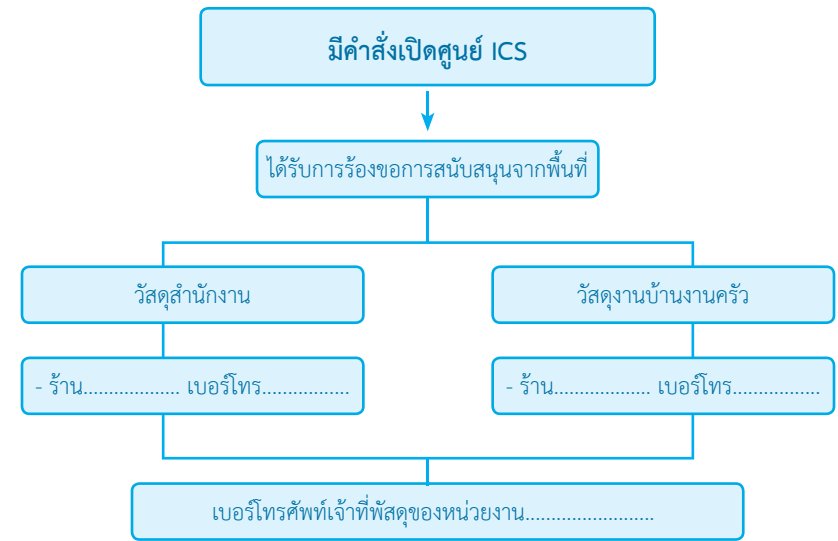 มีคำสั่งเปิดศูนย์ ICS
ได้รับการร้องขอการสนับสนุนจากพื้นที่
วัสดุสำนักงาน
วัสดุงานบ้านงานครัว
- ร้าน................... เบอร์โทร.................
- ร้าน................... เบอร์โทร.................
เบอร์โทรศัพท์เจ้าที่พัสดุของหน่วยงาน.........................